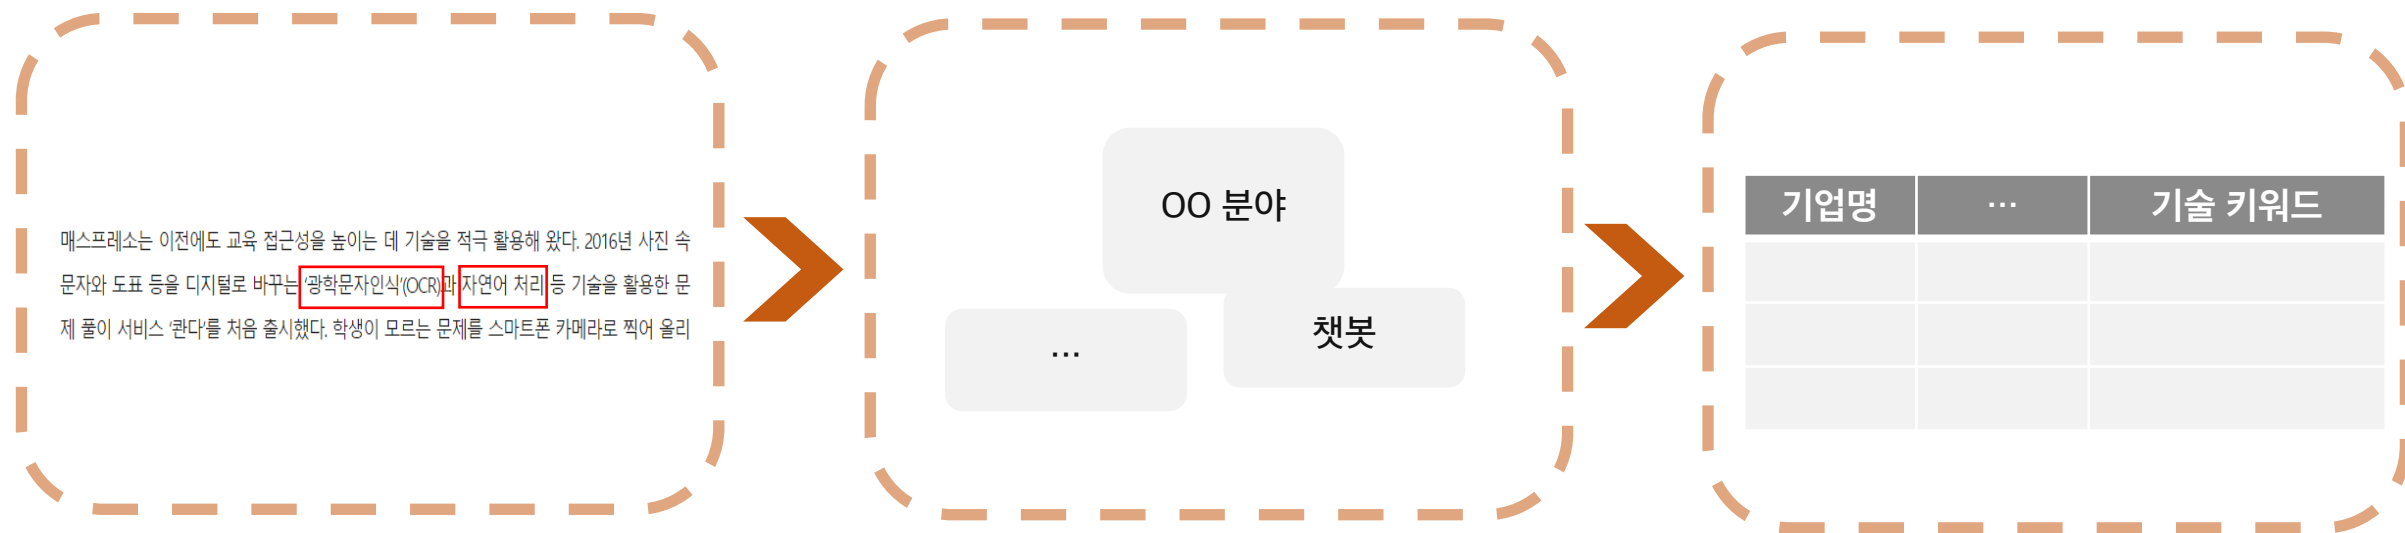 매스프레소는 이전에도 교육 접근성을 높이는 데 기술을 적극 활용해 왔다. 2016년 사진 속
문자와 도표 등을 디지털로 바꾸는 '광학문자인식'(OCR)과 자연어 처리 등 기술을 활용한 문
제 풀이 서비스 '콴다'를 처음 출시했다. 학생이 모르는 문제를 스마트폰 카메라로 찍어 올리
OO 분야
챗봇
...
기업명 ... 기술 키워드